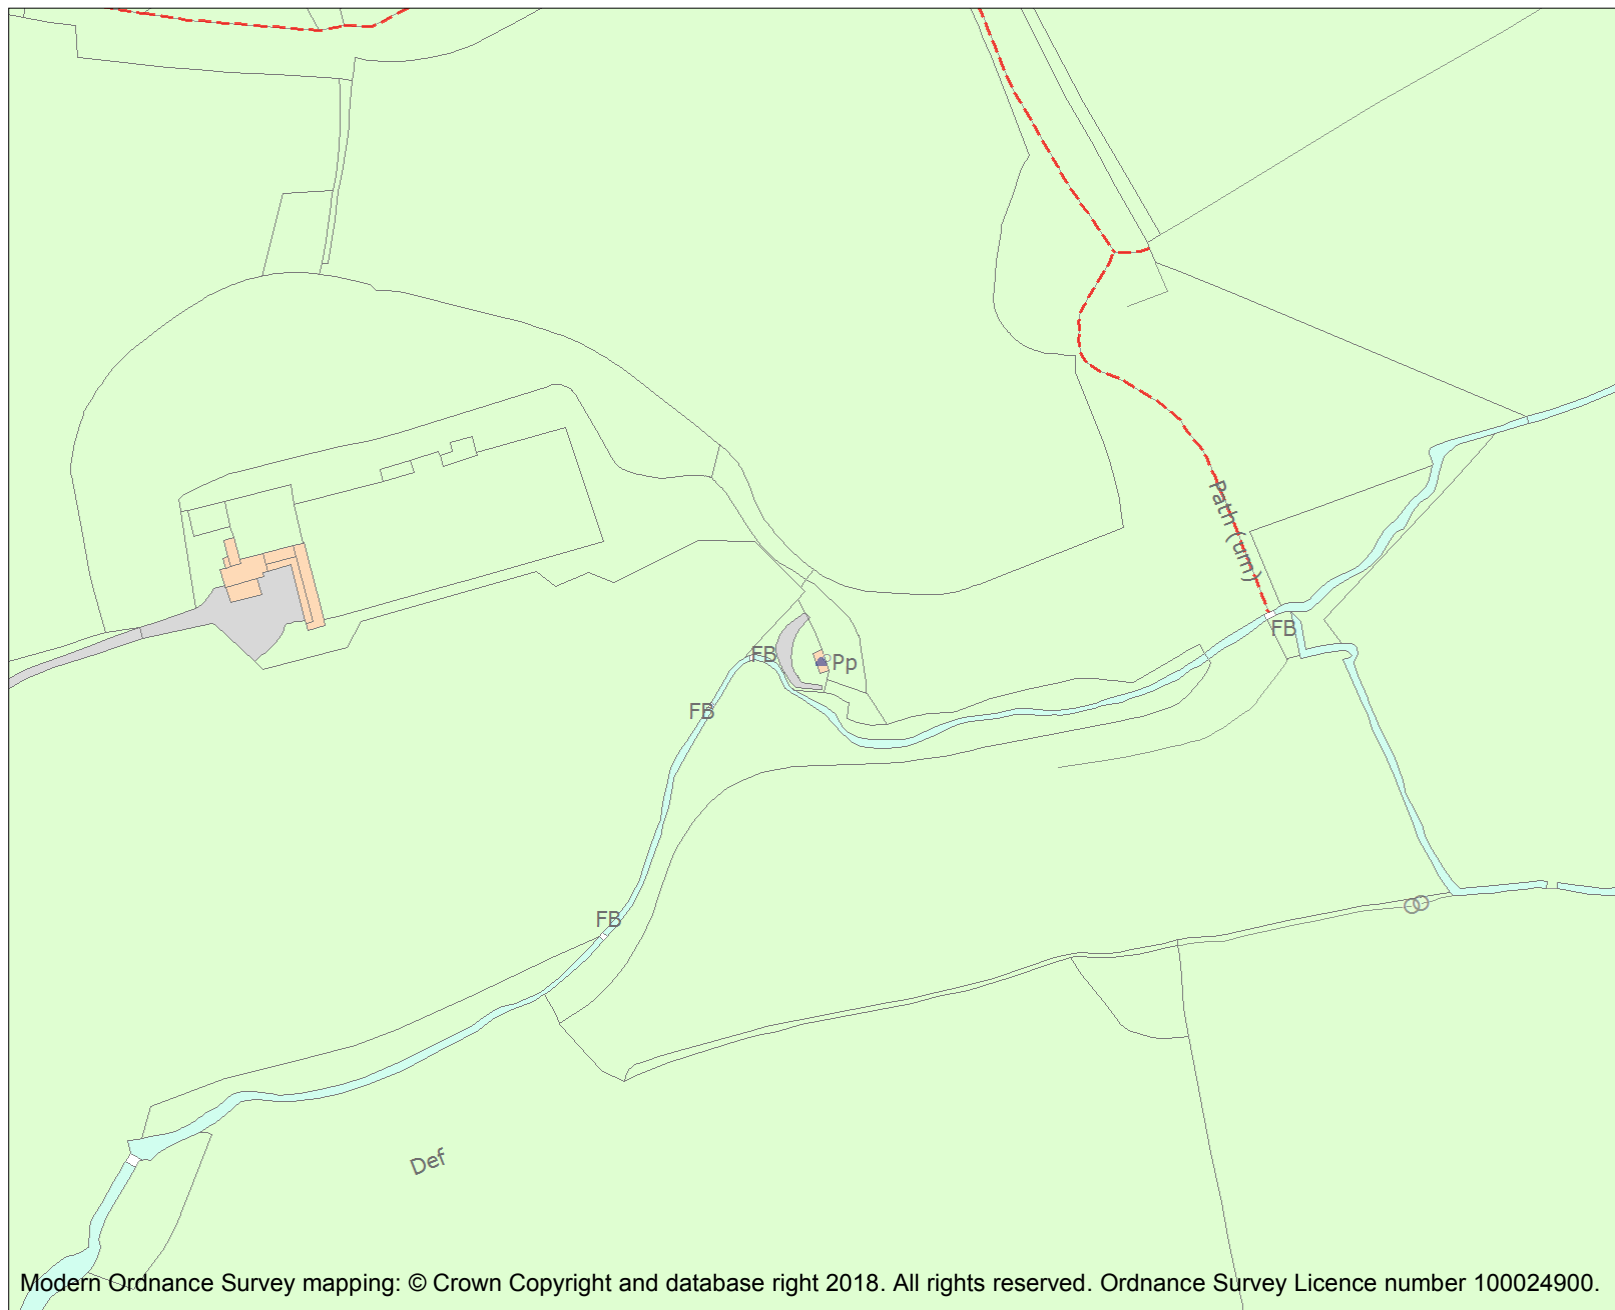 Path (um)
FB
FB
Pp
FB
FB
Def
Modern Ordnance Survey mapping: © Crown Copyright and database right 2018. All rights reserved. Ordnance Survey Licence number 100024900.